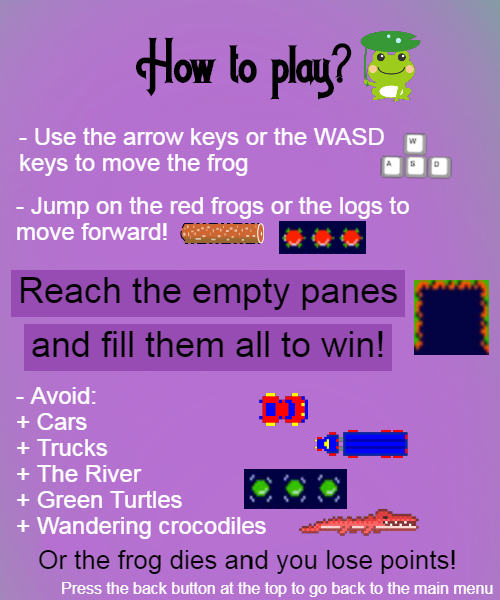 How to play?
- Use the arrow keys or the WASD
keys to move the frog
W
A S D
- Jump on the red frogs or the logs to
move forward!
Reach the empty panes
and fill them all to win!
- Avoid:
+ Cars
+ Trucks
+ The River
+ Green Turtles
+ Wandering crocodiles
Or the frog dies and you lose points!
Press the back button at the top to go back to the main menu